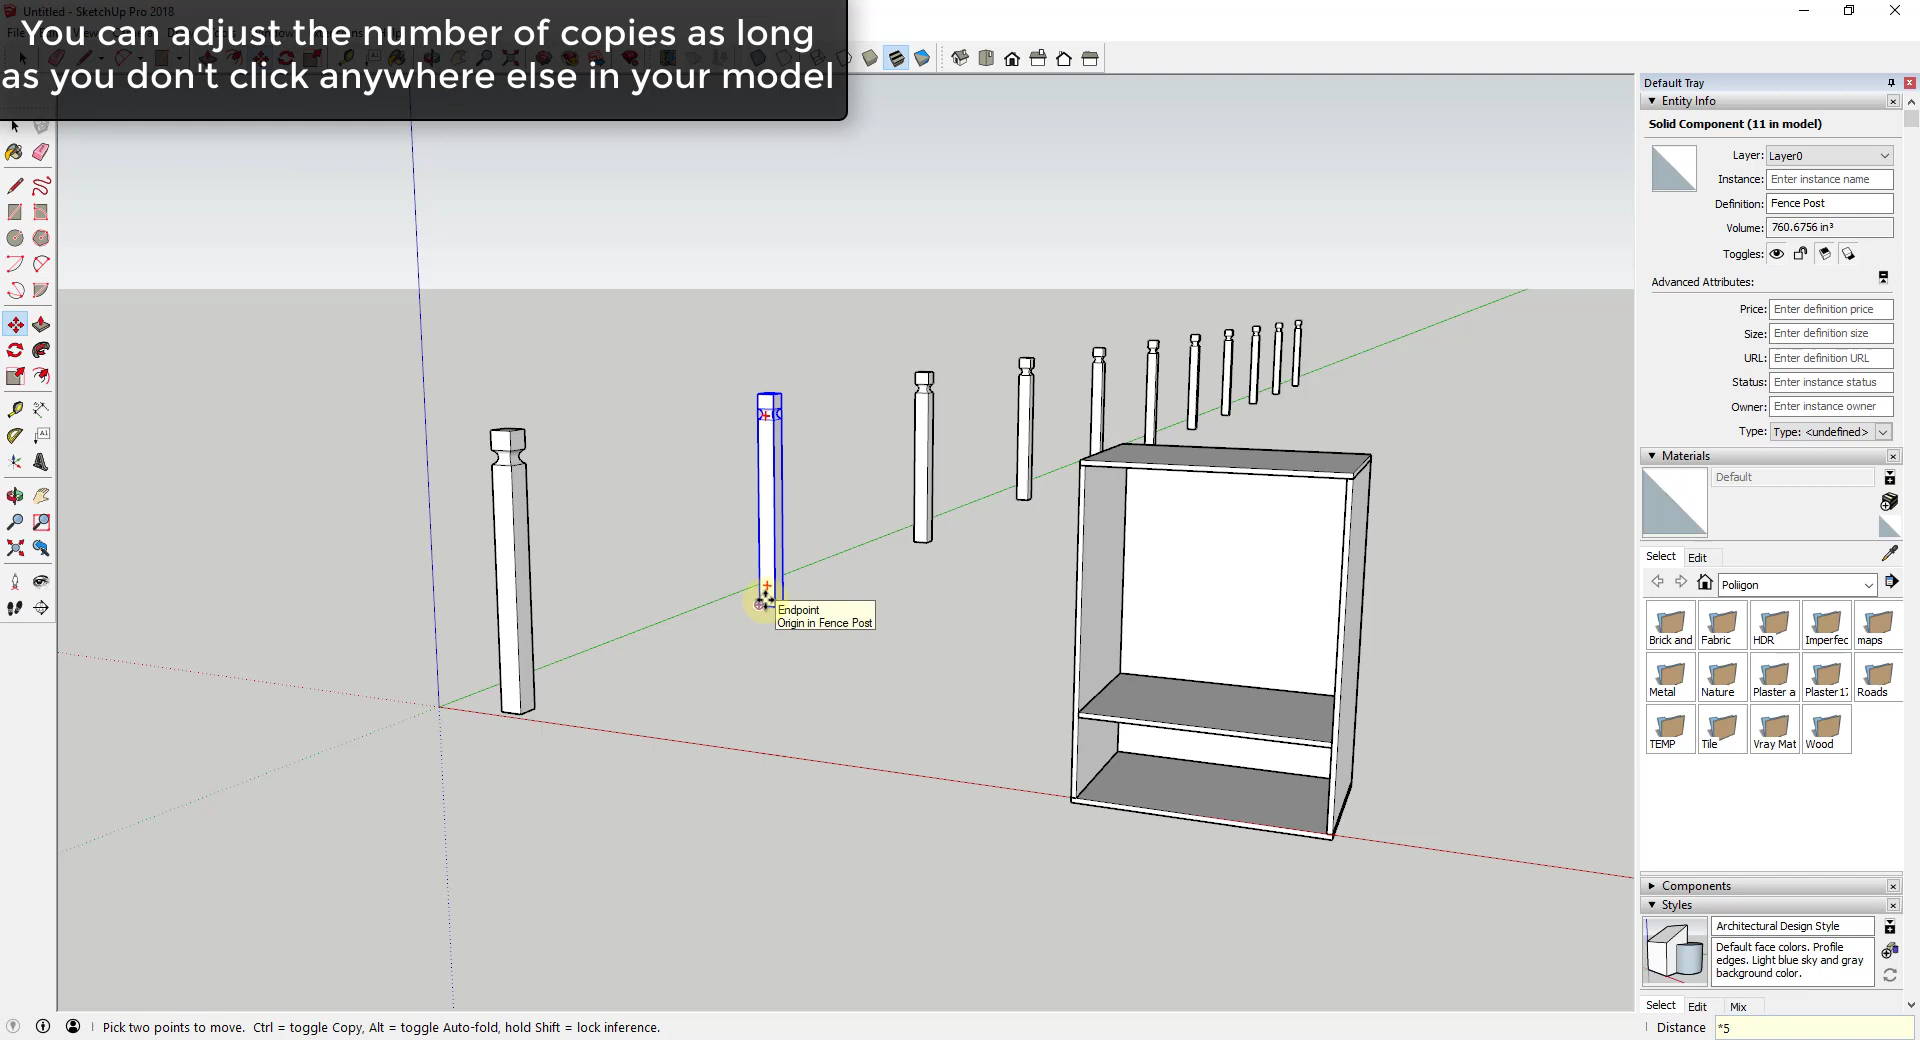 Untitled - SketchUp Pro 2018
You can adjust the number of copies as long
as you don't click anywhere else in your model
Default Tray
Entity Info
Solid Component (11 in model)
Layer: Layer0
Instance: Enter instance name
Definition: Fence Post
Volume: 760.6756 in³
Toggles:
Advanced Attributes:
Price: Enter definition price
Size: Enter definition size
URL: Enter definition URL
Status: Enter instance status
Owner: Enter instance owner
Type: Type: <undefined>
Materials
Default
Select Edit
Poliigon
Brick and Fabric HDR Imperfec maps
Metal Nature Plaster a Plaster17 Roads
TEMP Tile Vray Mat Wood
Endpoint
Origin in Fence Post
Components
Styles
Architectural Design Style
Default face colors. Profile
edges. Light blue sky and gray
background color.
Select Edit Mix
Pick two points to move. Ctrl = toggle Copy, Alt = toggle Auto-fold, hold Shift = lock inference.
Distance *5